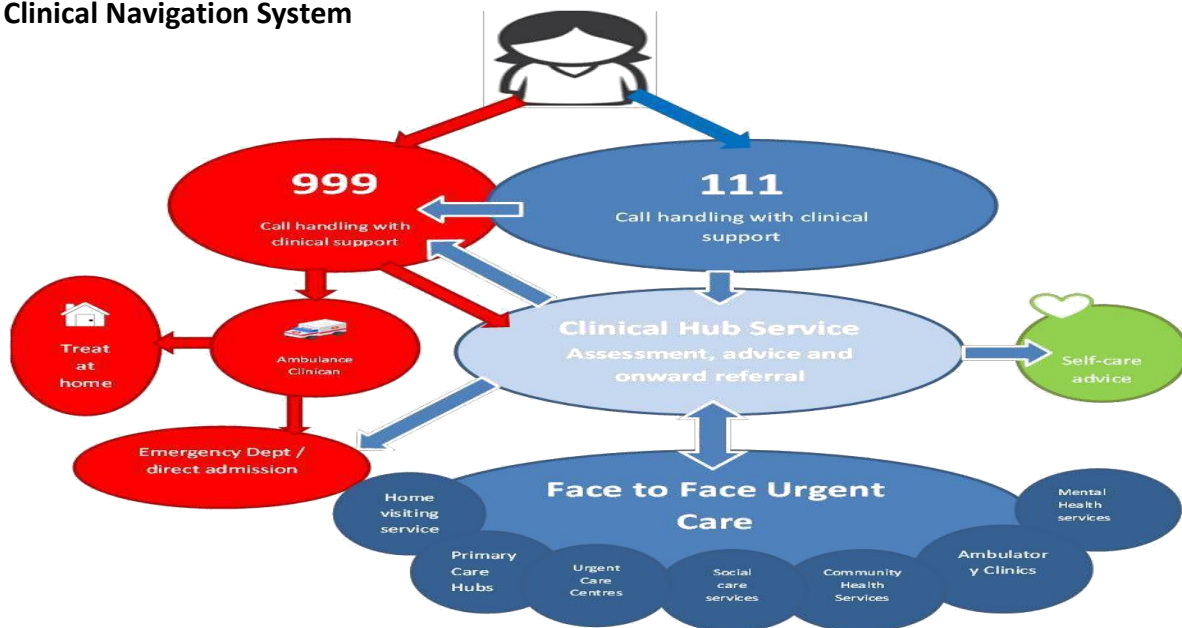 Clinical Navigation System
999
Call handling with
clinical support
111
Call handling with clinical
support
Treat
at
home
Ambulance
Clinican
Clinical Hub Service
Assessment, advice and
onward referral
Self-care
advice
Emergency Dept /
direct admission
Face to Face Urgent
Care
Home
visiting
service
Primary
Care
Hubs
Urgent
Care
Centres
Social
care
services
Community
Health
Services
Ambulator
y Clinics
Mental
Health
services